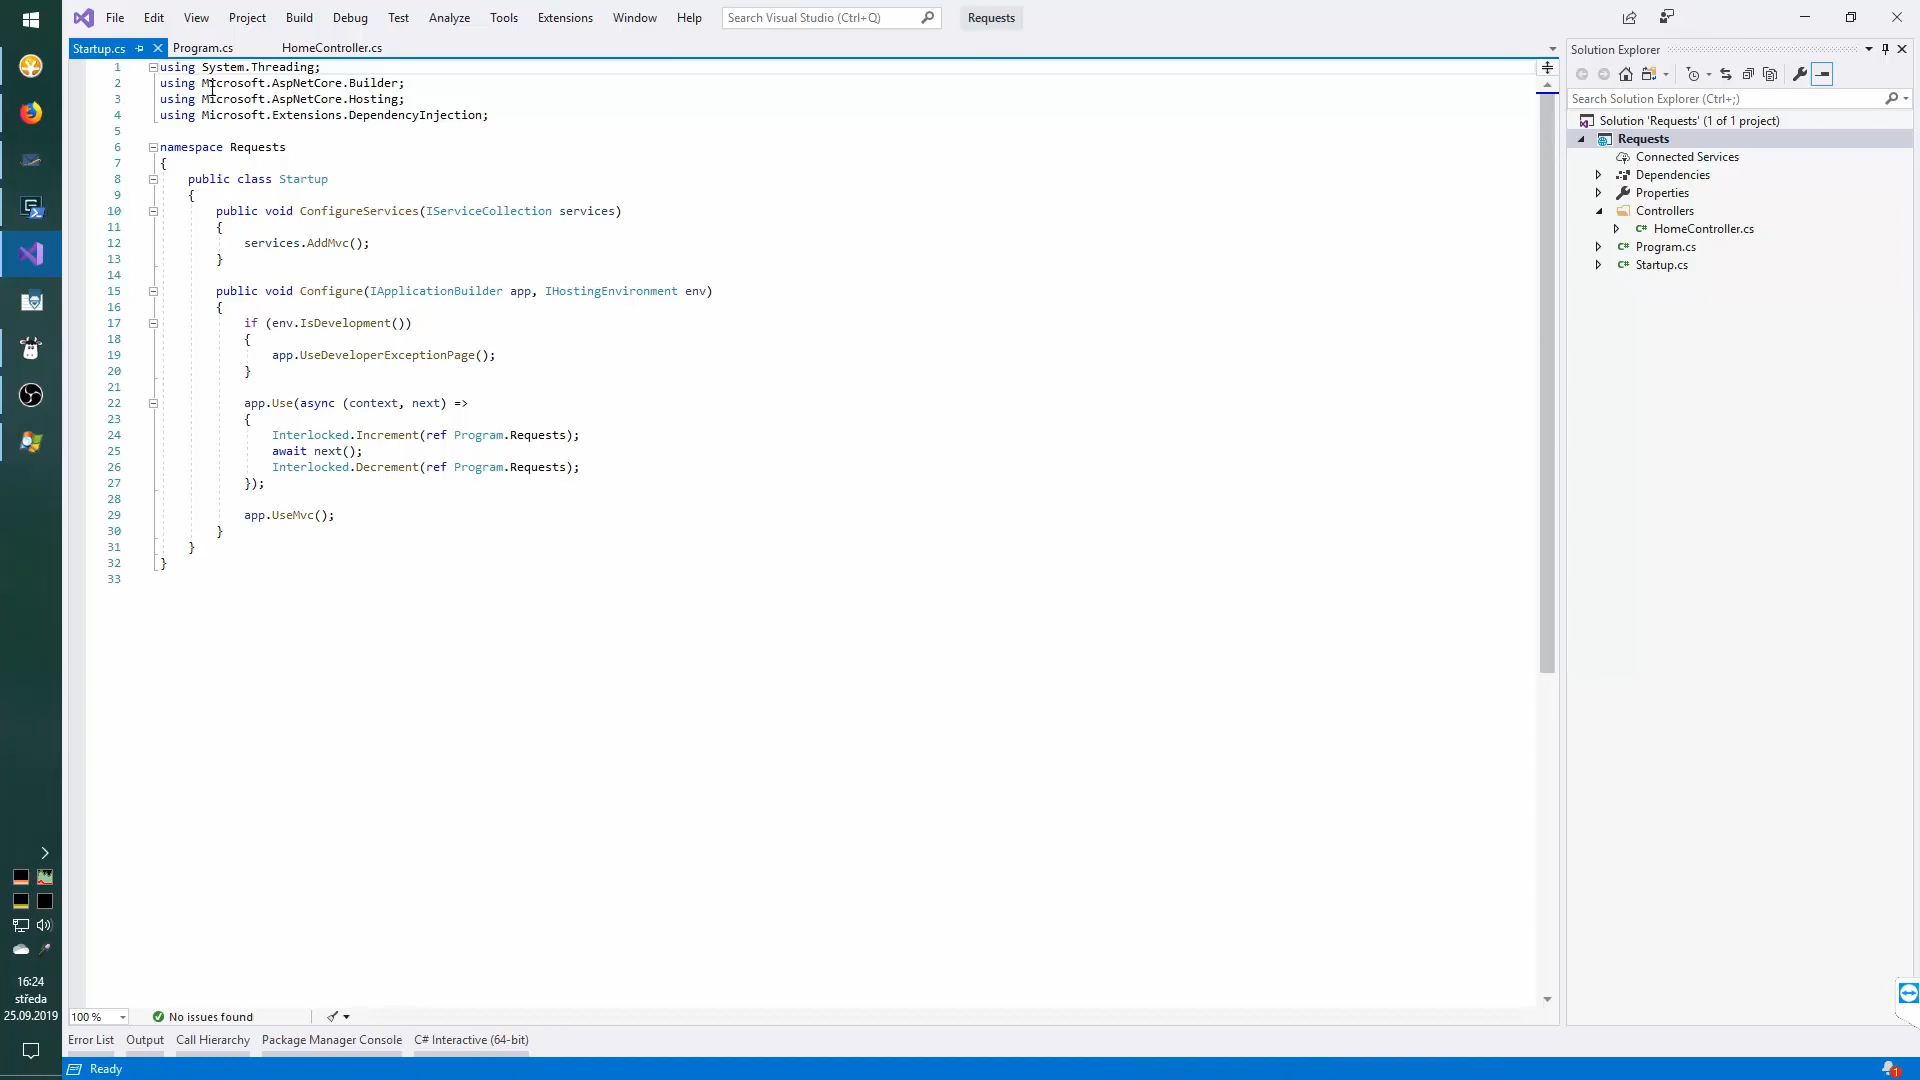 File Edit View Project Build Debug Test Analyze Tools Extensions Window Help Search Visual Studio (Ctrl+Q) Requests
Startup.cs Program.cs HomeController.cs
1 using System.Threading;
2 using Microsoft.AspNetCore.Builder;
3 using Microsoft.AspNetCore.Hosting;
4 using Microsoft.Extensions.DependencyInjection;
5
6 namespace Requests
7 {
8 public class Startup
9 {
10 public void ConfigureServices(IServiceCollection services)
11 {
12 services.AddMvc();
13 }
14
15 public void Configure(IApplicationBuilder app, IHostingEnvironment env)
16 {
17 if (env.IsDevelopment())
18 {
19 app.UseDeveloperExceptionPage();
20 }
21
22 app.Use(async (context, next) =>
23 {
24 Interlocked.Increment(ref Program.Requests);
25 await next();
26 Interlocked.Decrement(ref Program.Requests);
27 });
28
29 app.UseMvc();
30 }
31 }
32 }
33
100 % No issues found
Error List Output Call Hierarchy Package Manager Console C# Interactive (64-bit)
Ready
1
Solution Explorer
Search Solution Explorer (Ctrl+;)
Solution 'Requests' (1 of 1 project)
Requests
Connected Services
Dependencies
Properties
Controllers
C# HomeController.cs
C# Program.cs
C# Startup.cs
16:24
středa
25.09.2019